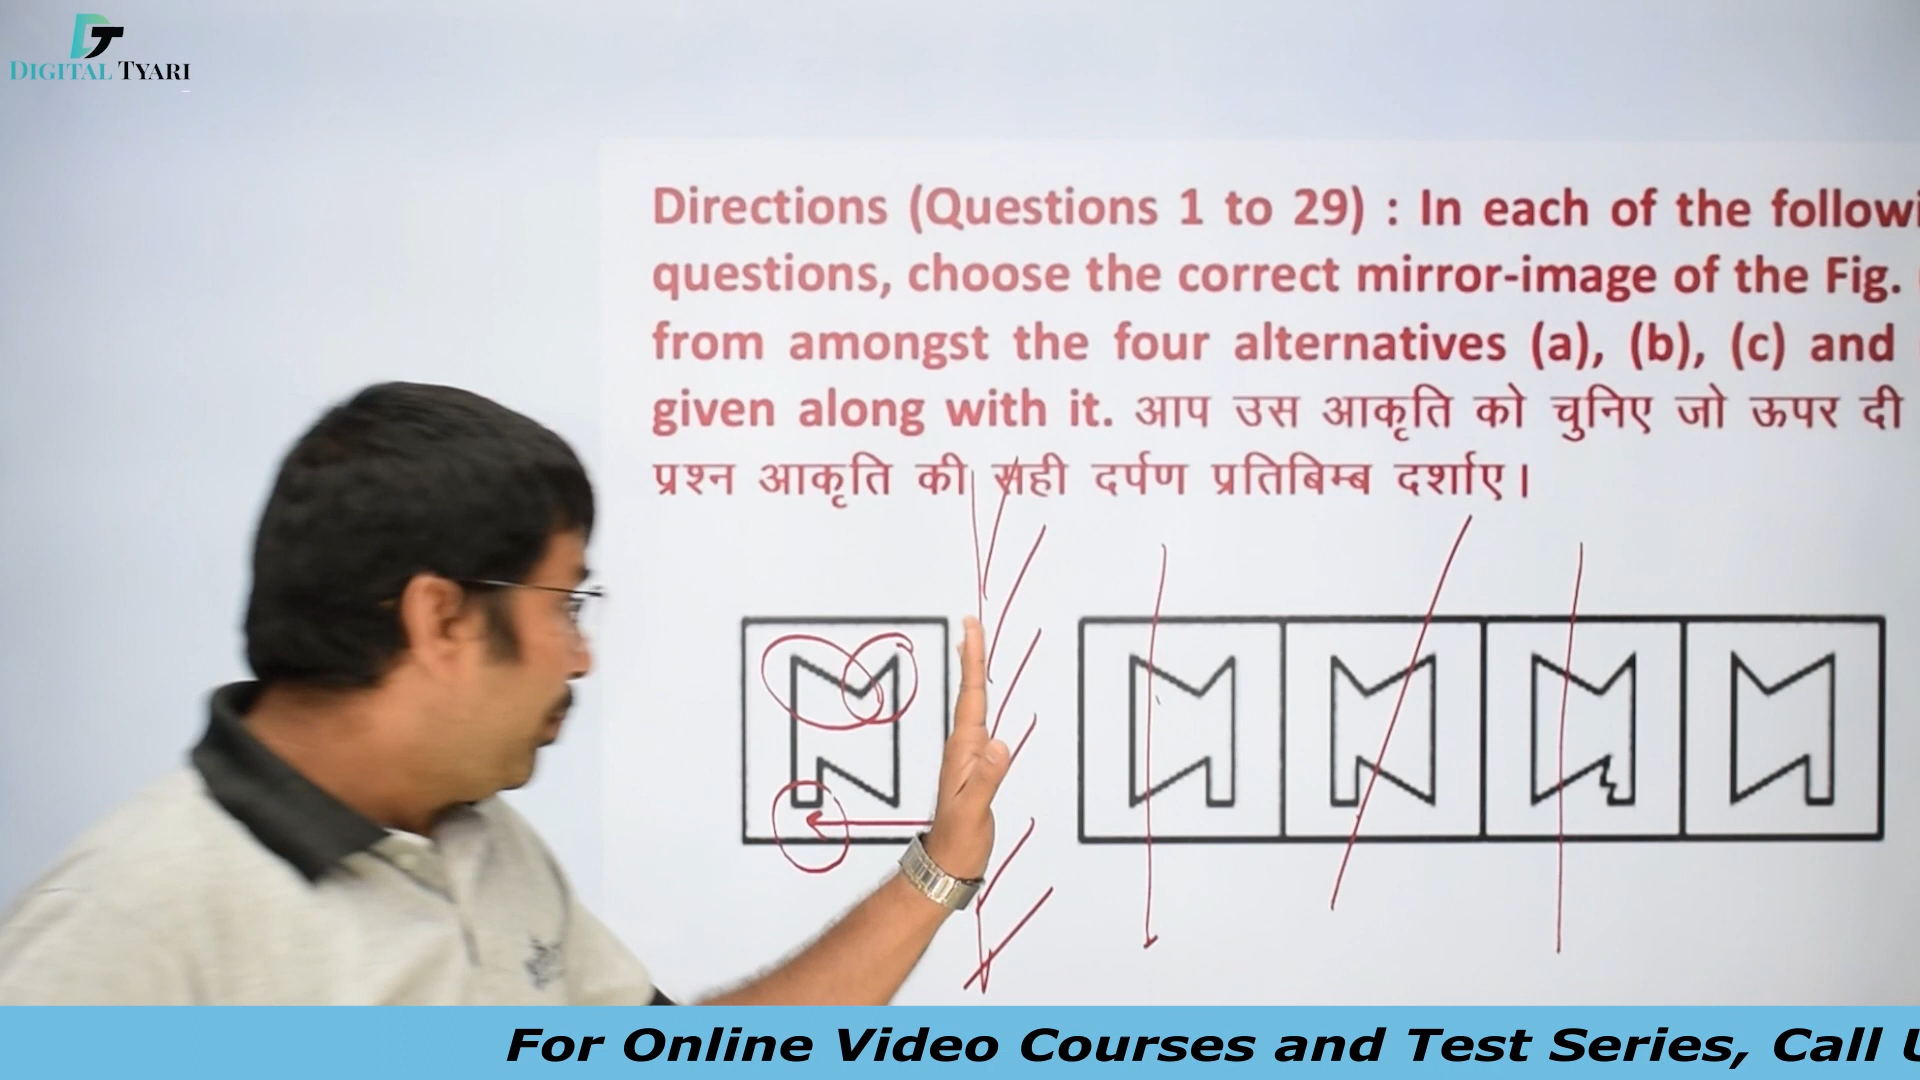 DIGITAL TYARI
Directions (Questions 1 to 29) : In each of the followi
questions, choose the correct mirror-image of the Fig.
from amongst the four alternatives (a), (b), (c) and
given along with it. आप उस आकृति को चुनिए जो ऊपर दी
प्रश्न आकृति की सही दर्पण प्रतिबिम्ब दर्शाए।
For Online Video Courses and Test Series, Call U